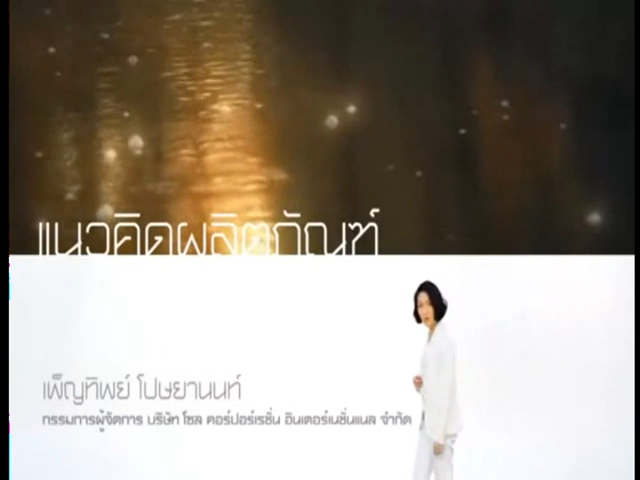 แนวคิดผลิตภัณฑ์
เพ็ญทิพย์ โปษยานนท์
กรรมการผู้จัดการ บริษัท โซล คอร์ปอร์เรชั่น อินเตอร์เนชั่นแนล จำกัด